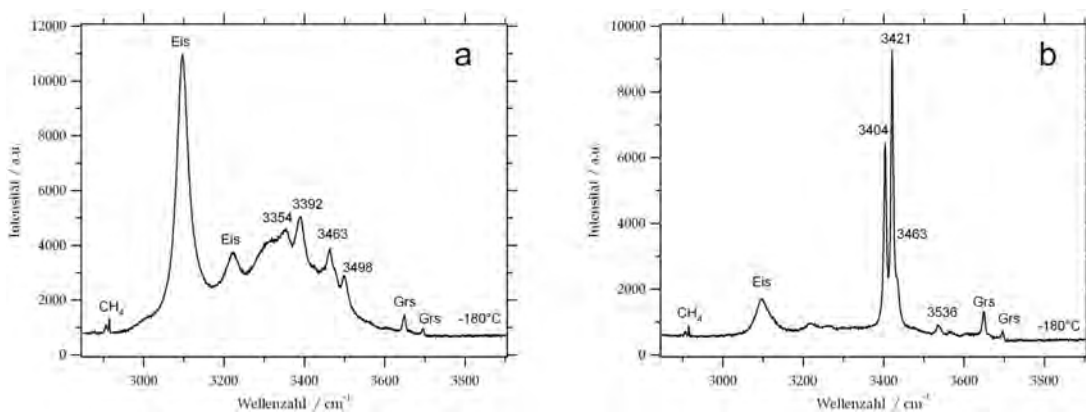 a
12000
10000
8000
6000
4000
2000
0
Intensität / a.u.
CH4
Eis
Eis
3354
3392
3463
3498
Grs
Grs
-180°C
3000
3200
3400
3600
3800
Wellenzahl / cm-1
b
10000
8000
6000
4000
2000
0
Intensität / a.u.
CH4
Eis
3404
3421
3463
3536
Grs
Grs
-180°C
3000
3200
3400
3600
3800
Wellenzahl / cm-1